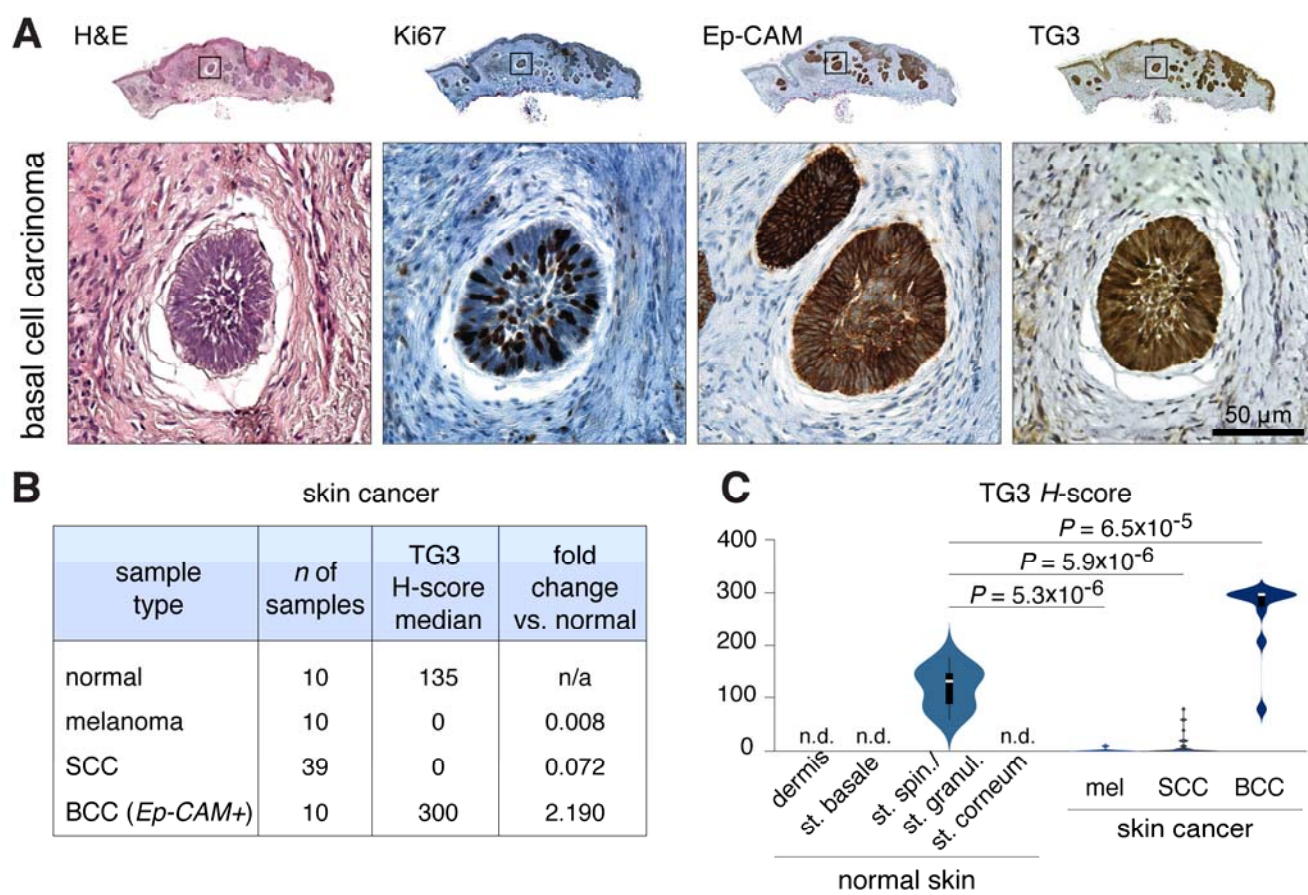 A
H&E
Ki67
Ep-CAM
TG3
basal cell carcinoma
50 µm
B
skin cancer
sample type
n of samples
TG3 H-score median
fold change vs. normal
normal 10 135 n/a
melanoma 10 0 0.008
SCC 39 0 0.072
BCC (Ep-CAM+) 10 300 2.190
C
TG3 H-score
P = 6.5x10-5
P = 5.9x10-6
P = 5.3x10-6
400
300
200
100
0
n.d.
n.d.
n.d.
dermis
st. basale
st. spin./
st. granul.
st. corneum
mel
SCC
BCC
normal skin
skin cancer